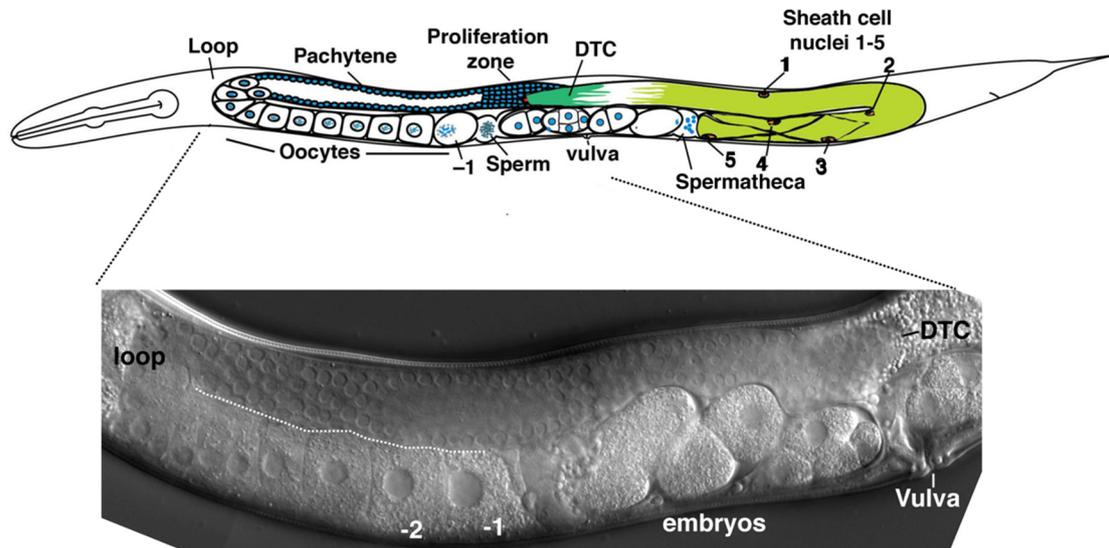 Sheath cell
nuclei 1-5
Loop
Pachytene
Proliferation
zone
DTC
1
2
Oocytes
–1
Sperm
vulva
Spermatheca
5
4
3
loop
DTC
-2
-1
embryos
Vulva